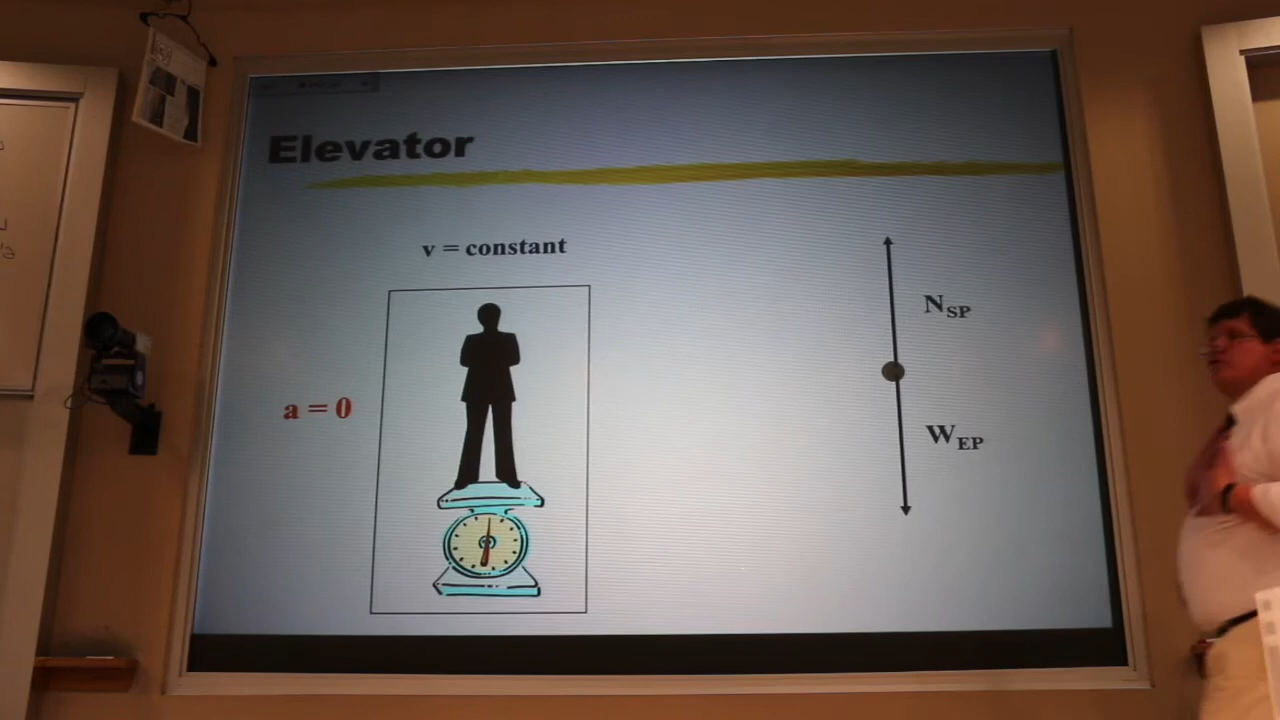 Elevator
v = constant
a = 0
N_SP
W_EP